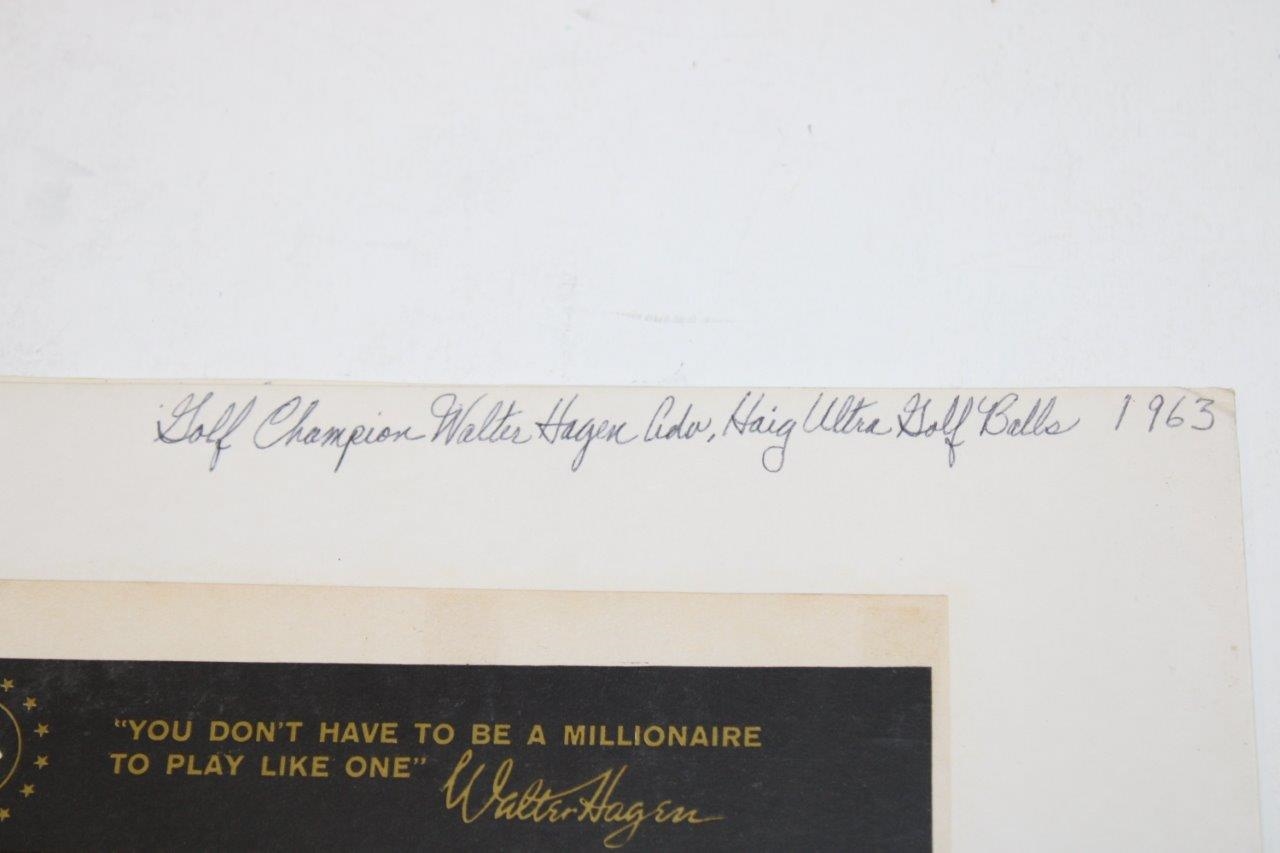 Golf Champion Walter Hagen Adv, Haig Ultra Golf Balls 1963
"YOU DON'T HAVE TO BE A MILLIONAIRE
TO PLAY LIKE ONE" Walter Hagen